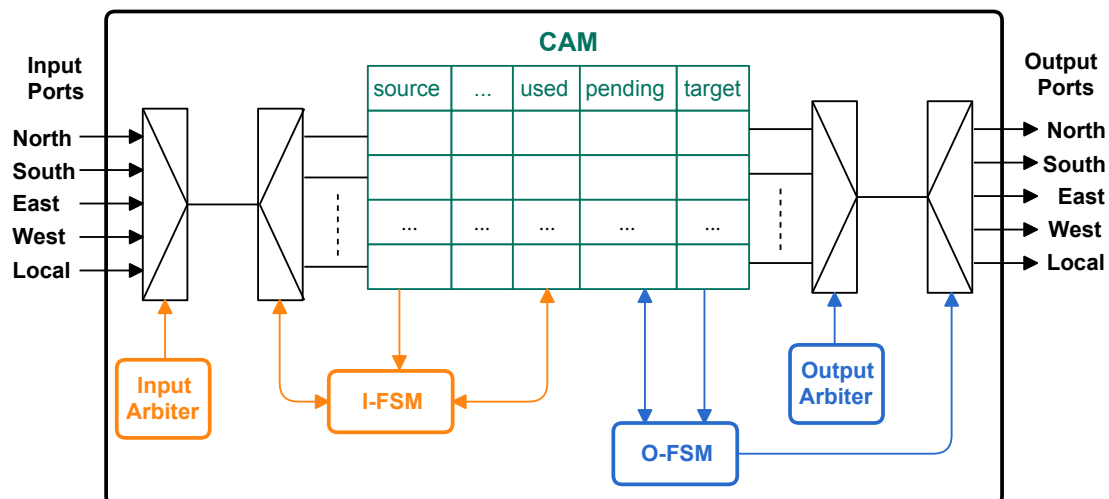 CAM
Input
Ports
Output
Ports
source ... used pending target
North
South
East
West
Local
... ... ... ... ...
North
South
East
West
Local
Input
Arbiter
I-FSM
Output
Arbiter
O-FSM